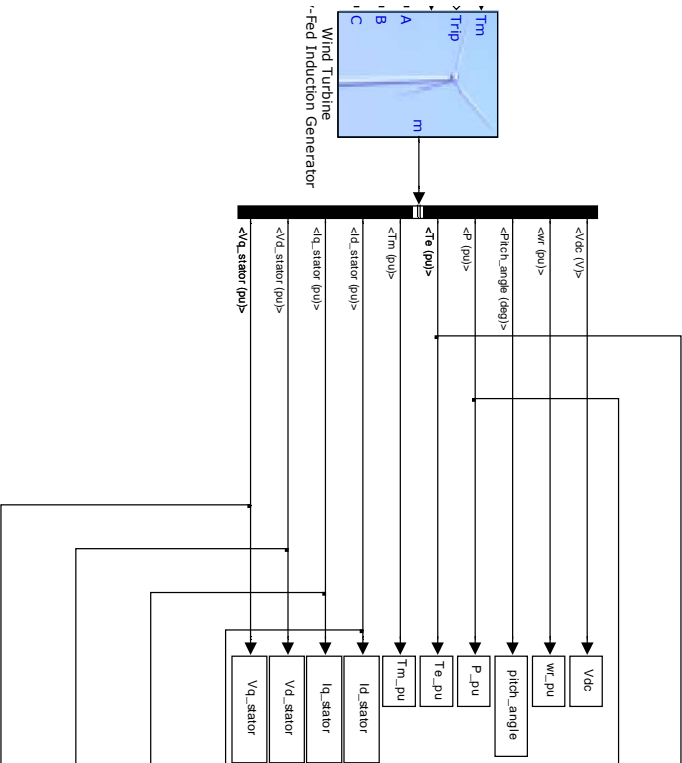 Tm
Trip
A
B
C
m
Wind Turbine
-Fed Induction Generator
<Vdc (V)>
<wr (pu)>
<Pitch_angle (deg)>
<P (pu)>
<Te (pu)>
<Tm (pu)>
<Id_stator (pu)>
<Iq_stator (pu)>
<Vd_stator (pu)>
<Vq_stator (pu)>
Vdc
wr_pu
pitch_angle
P_pu
Te_pu
Tm_pu
Id_stator
Iq_stator
Vd_stator
Vq_stator